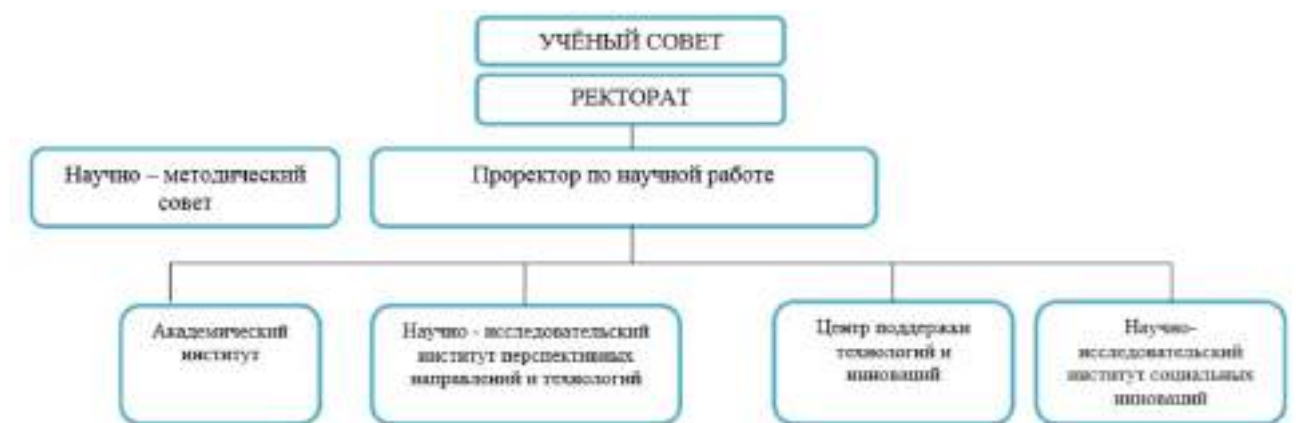 УЧЁНЫЙ СОВЕТ
РЕКТОРАТ
Научно – методический
совет
Проректор по научной работе
Академический
институт
Научно - исследовательский
институт перспективных
направлений и технологий
Центр поддержки
технологий и
инноваций
Научно-
исследовательский
институт социальных
инноваций